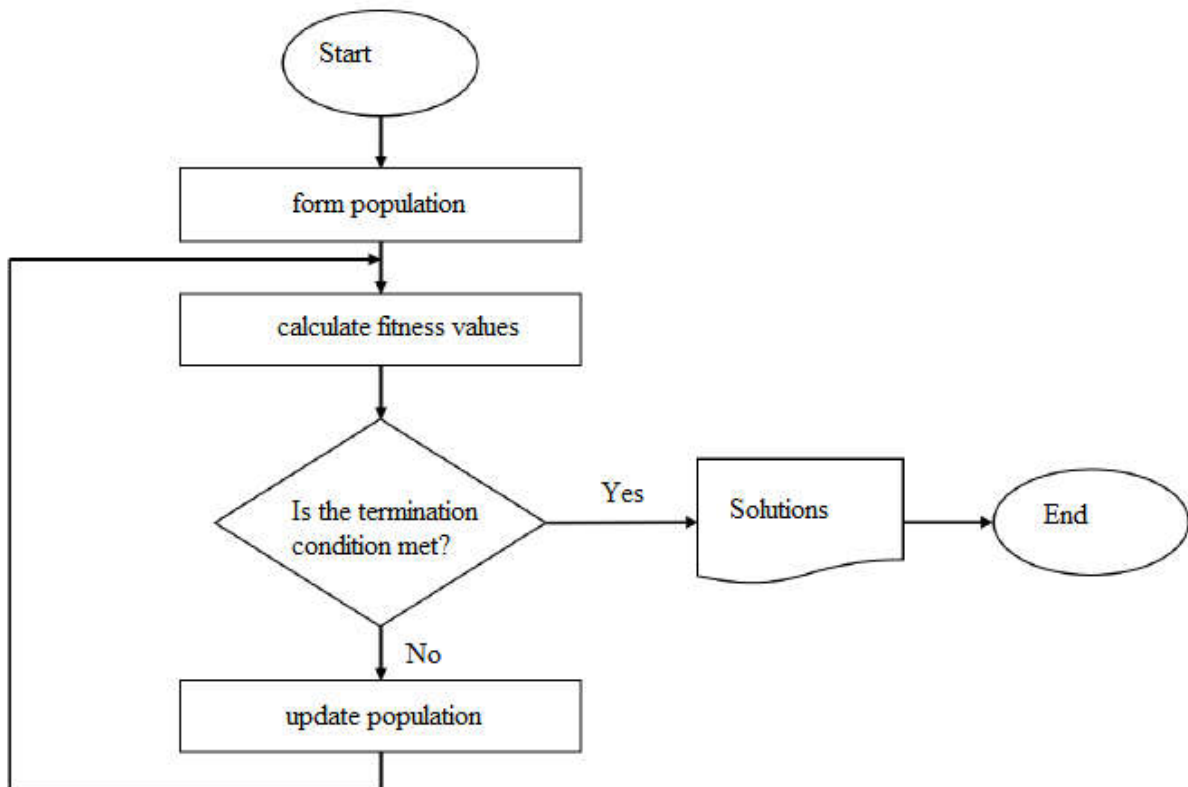 Start
form population
calculate fitness values
Is the termination
condition met?
Yes
Solutions
End
No
update population